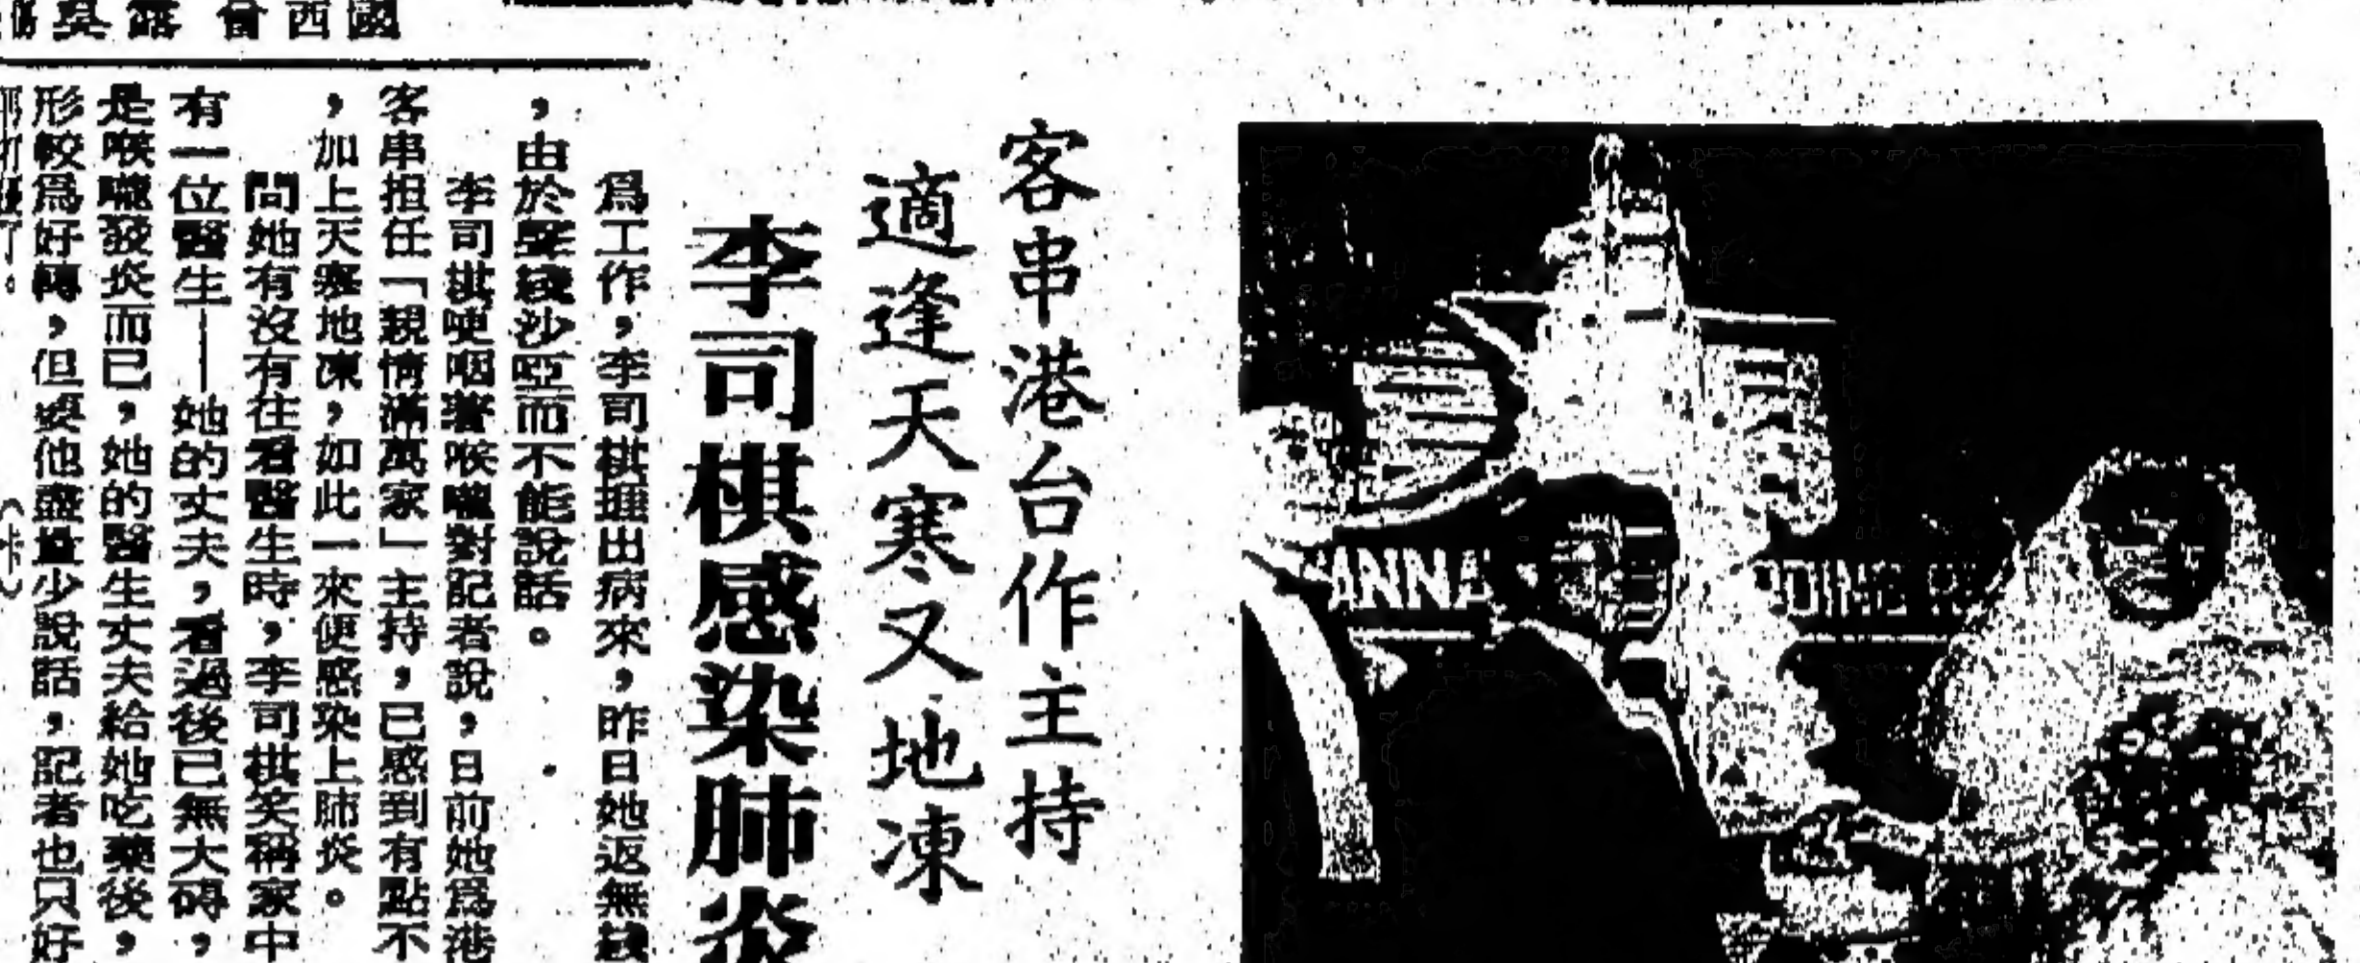 客串港台作主持
適逢天寒又地凍
李司棋感染肺炎
爲工作，李司棋捱出病來，昨日她返無綫
，由於聲綫沙啞而不能說話。
李司棋哽咽著喉嚨對記者說，日前她爲港
客串担任「親情滿萬家」主持，已感到有點不
，加上天寒地凍，如此一來便感染上肺炎。
問她有沒有往看醫生時，李司棋笑稱家中
有一位醫生——她的丈夫，看過後已無大碍，
是喉嚨發炎而已，她的醫生丈夫給她吃藥後，
形較爲好轉，但要他盡量少說話，記者也只好
國西會
ANNA